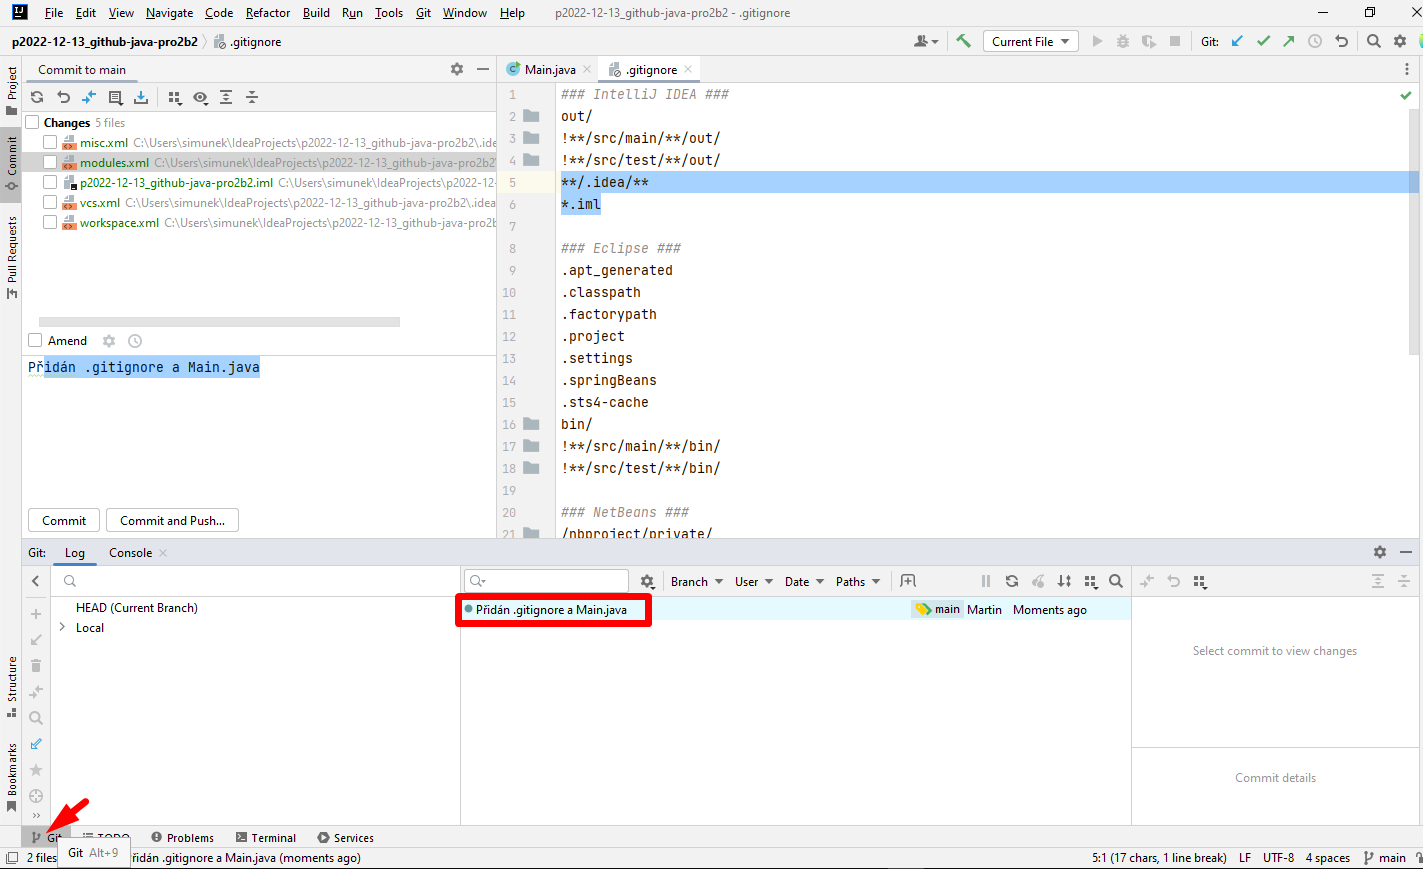 File Edit View Navigate Code Refactor Build Run Tools Git Window Help p2022-12-13_github-java-pro2b2 - .gitignore
p2022-12-13_github-java-pro2b2 .gitignore Current File Git:
Project
Commit
Pull Requests
Structure
Bookmarks
Commit to main
Changes 5 files
misc.xml C:\Users\simunek\IdeaProjects\p2022-12-13_github-java-pro2b2\.ide
modules.xml C:\Users\simunek\IdeaProjects\p2022-12-13_github-java-pro2b2
p2022-12-13_github-java-pro2b2.iml C:\Users\simunek\IdeaProjects\p2022-12-
vcs.xml C:\Users\simunek\IdeaProjects\p2022-12-13_github-java-pro2b2\.idea
workspace.xml C:\Users\simunek\IdeaProjects\p2022-12-13_github-java-pro2b
Amend
Přidán .gitignore a Main.java
Commit Commit and Push...
Main.java .gitignore
1 ### IntelliJ IDEA ###
2 out/
3 !**/src/main/**/out/
4 !**/src/test/**/out/
5 **/.idea/**
6 *.iml
7
8 ### Eclipse ###
9 .apt_generated
10 .classpath
11 .factorypath
12 .project
13 .settings
14 .springBeans
15 .sts4-cache
16 bin/
17 !**/src/main/**/bin/
18 !**/src/test/**/bin/
19
20 ### NetBeans ###
21 /nbproject/private/
Git: Log Console
Branch User Date Paths
HEAD (Current Branch)
Local
Přidán .gitignore a Main.java main Martin Moments ago
Select commit to view changes
Commit details
Git TODO Problems Terminal Services
Git Alt+9
2 files řidán .gitignore a Main.java (moments ago) 5:1 (17 chars, 1 line break) LF UTF-8 4 spaces main